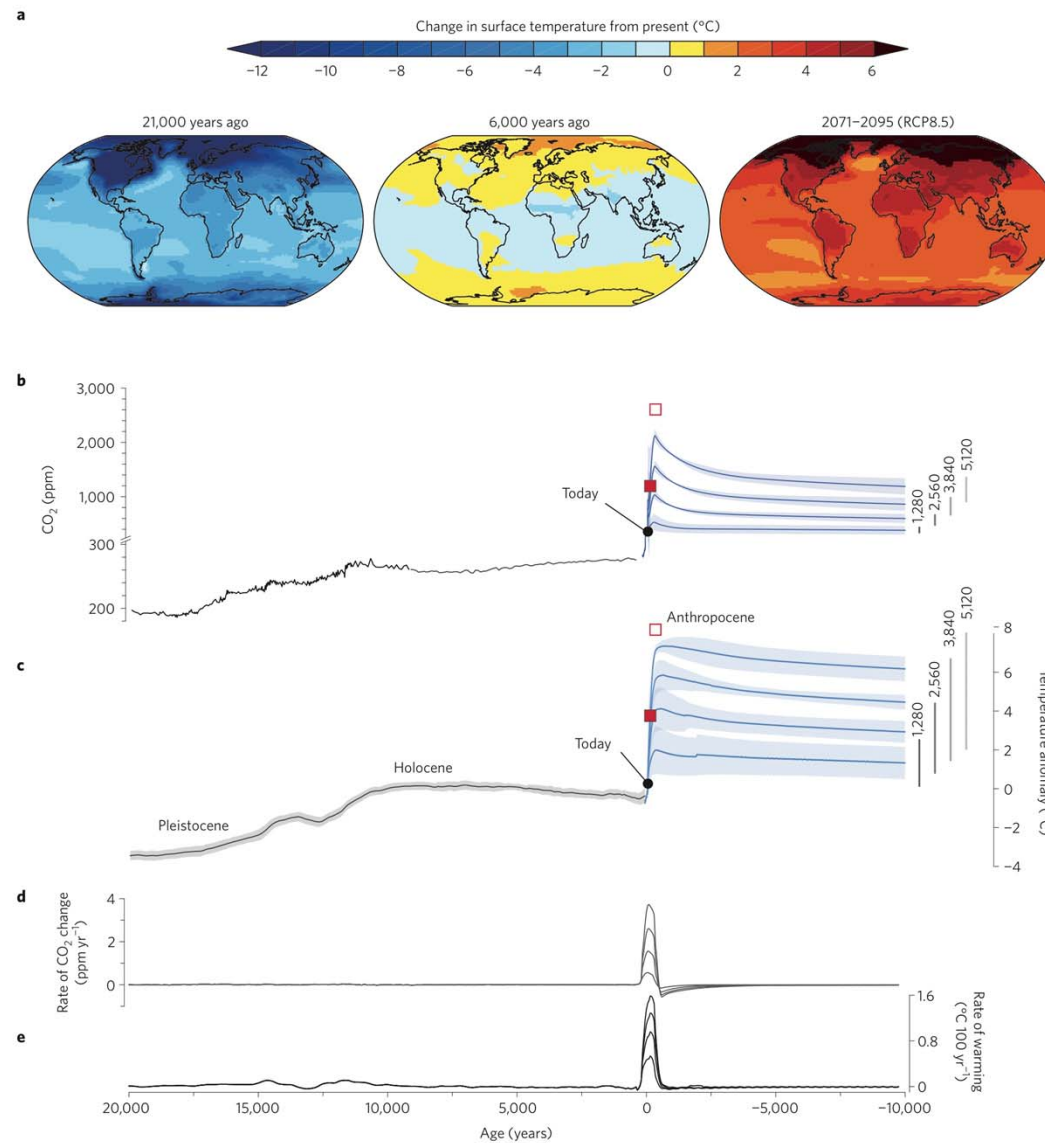 a
Change in surface temperature from present (°C)
−12 −10 −8 −6 −4 −2 0 2 4 6
21,000 years ago 6,000 years ago 2071–2095 (RCP8.5)
b
3,000
2,000
1,000
300
200
CO₂ (ppm)
Today
1,280
2,560
3,840
5,120
c
Anthropocene
Today
Holocene
Pleistocene
1,280
2,560
3,840
5,120
8
6
4
2
0
−2
−4
Temperature anomaly (°C)
d
4
2
0
Rate of CO₂ change
(ppm yr⁻¹)
e
1.6
0.8
0
Rate of warming
(°C 100 yr⁻¹)
20,000 15,000 10,000 5,000 0 −5,000 −10,000
Age (years)